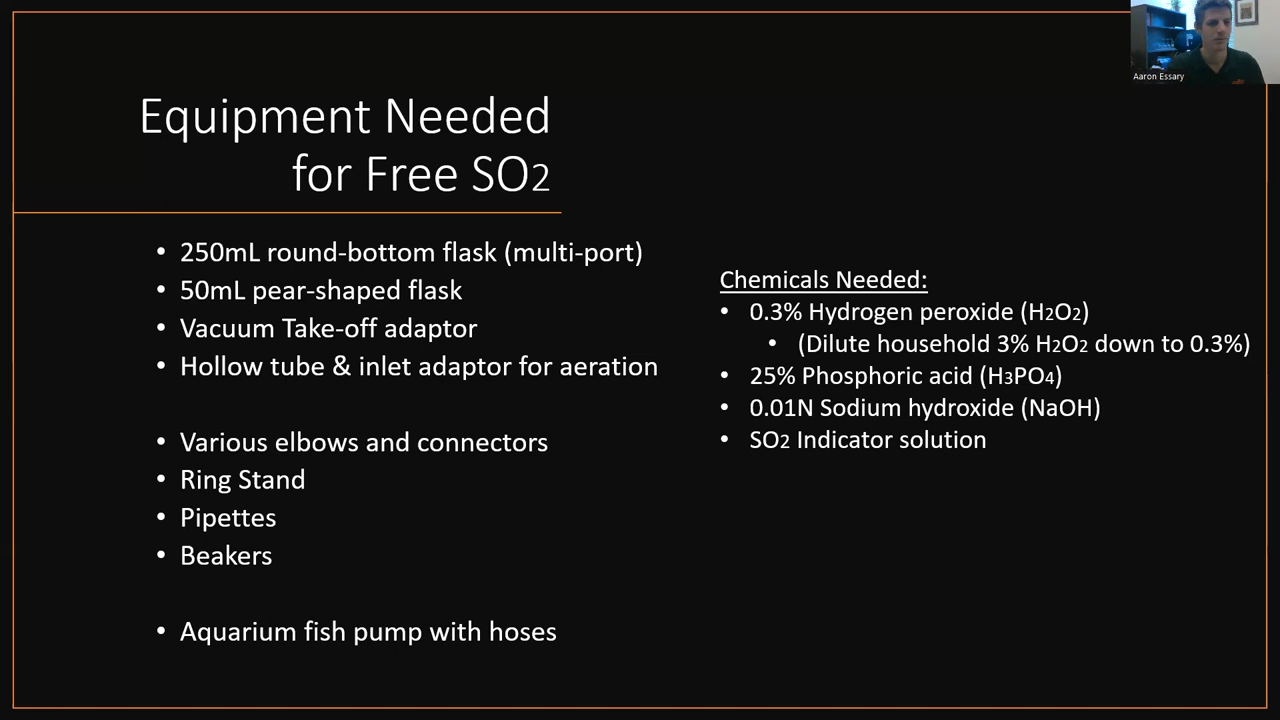 Aaron Essary
Equipment Needed
for Free SO2
• 250mL round-bottom flask (multi-port)
• 50mL pear-shaped flask
• Vacuum Take-off adaptor
• Hollow tube & inlet adaptor for aeration
• Various elbows and connectors
• Ring Stand
• Pipettes
• Beakers
• Aquarium fish pump with hoses
Chemicals Needed:
• 0.3% Hydrogen peroxide (H2O2)
• (Dilute household 3% H2O2 down to 0.3%)
• 25% Phosphoric acid (H3PO4)
• 0.01N Sodium hydroxide (NaOH)
• SO2 Indicator solution